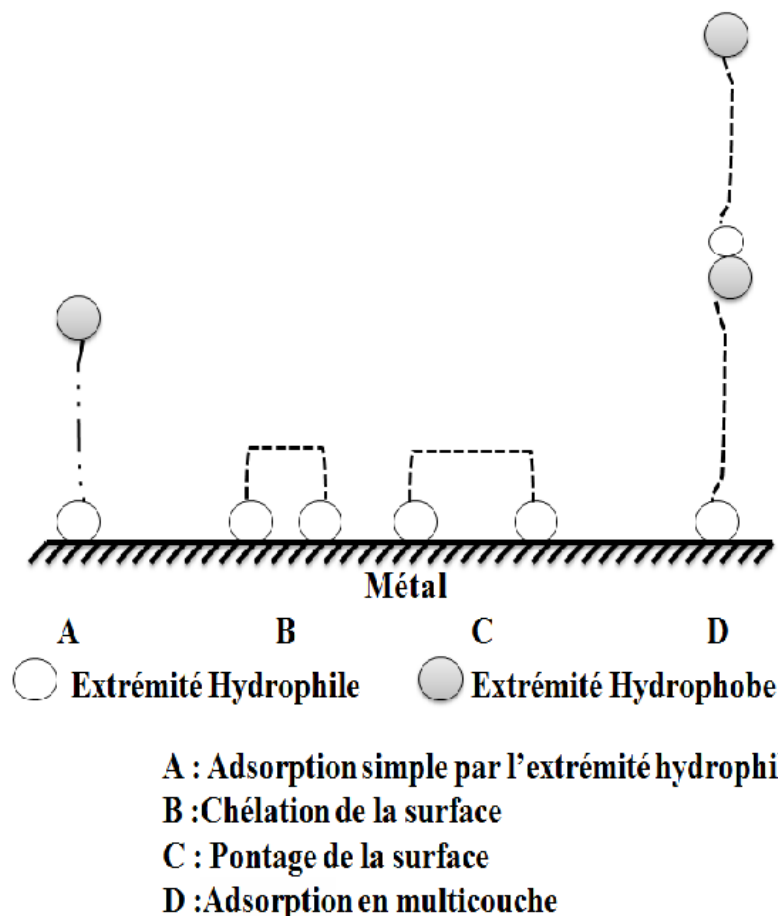 Métal
A B C D
Extrémité Hydrophile Extrémité Hydrophobe
A : Adsorption simple par l'extrémité hydrophi
B :Chélation de la surface
C : Pontage de la surface
D :Adsorption en multicouche